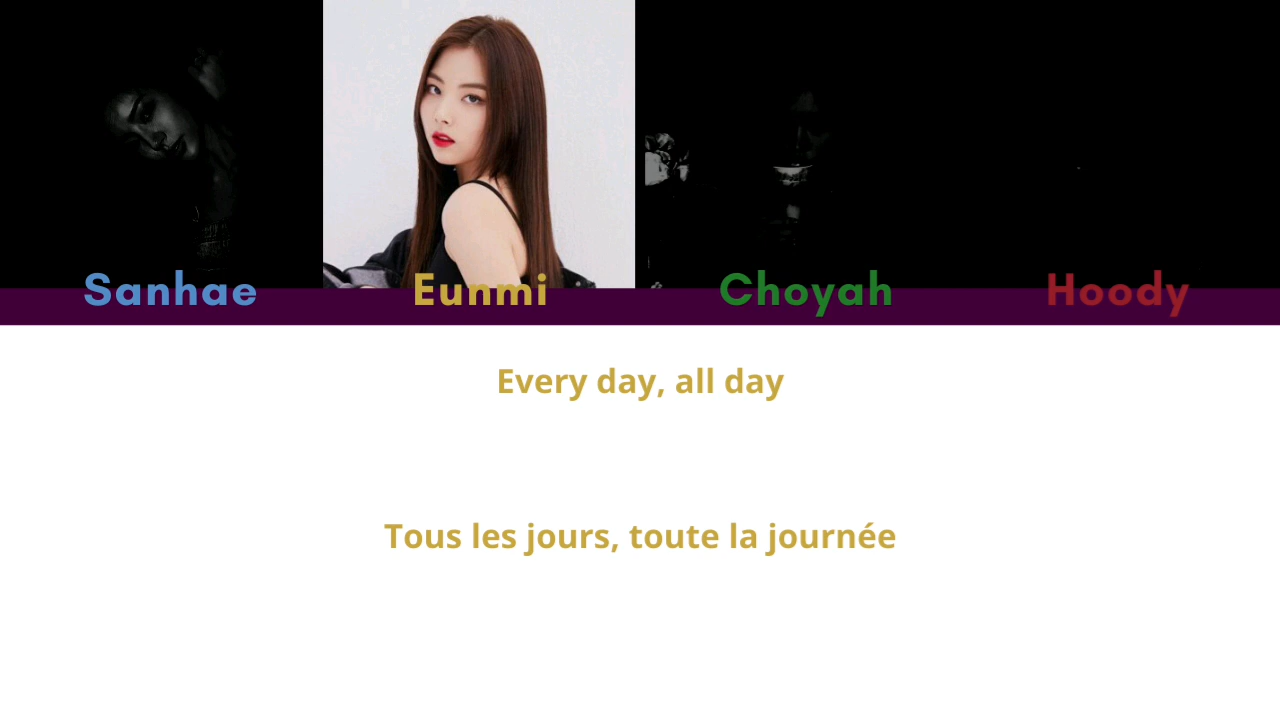 Sanhae
Eunmi
Choyah
Hoody
Every day, all day
Tous les jours, toute la journée